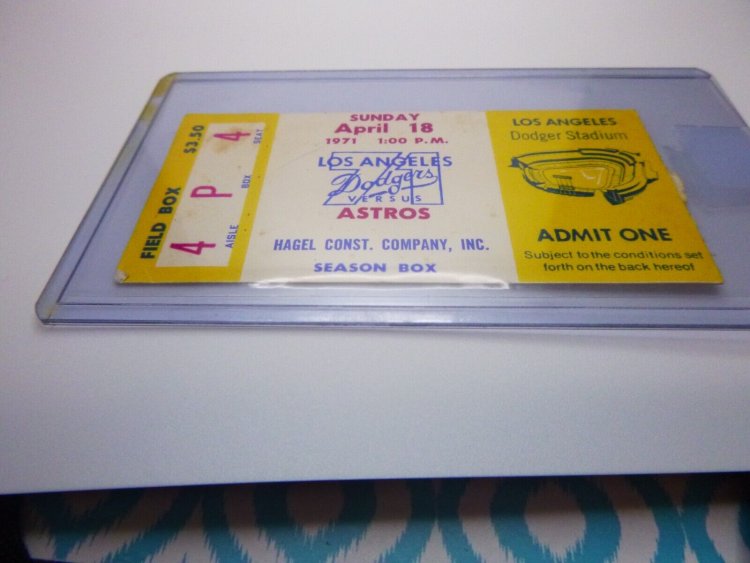 FIELD BOX $3.50
4 P 4
AISLE BOX SEAT
SUNDAY
April 18
1971 1:00 P.M.
LOS ANGELES
Dodgers
VERSUS
ASTROS
HAGEL CONST. COMPANY, INC.
SEASON BOX
LOS ANGELES
Dodger Stadium
ADMIT ONE
Subject to the conditions set
forth on the back hereof